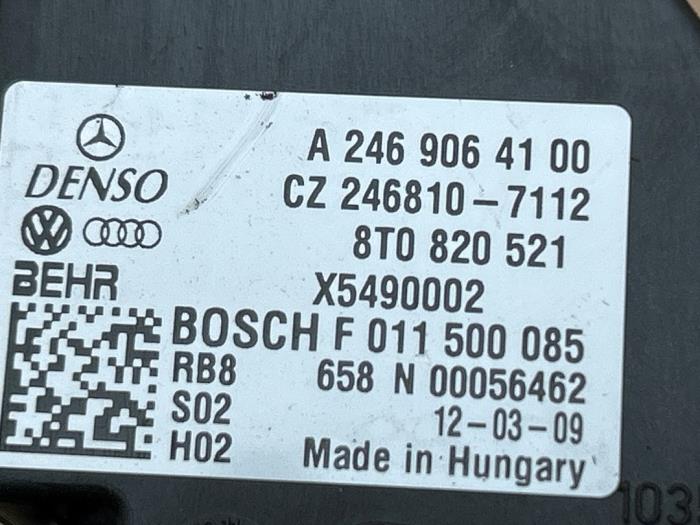 A 246 906 41 00
DENSO CZ 246810-7112
8T0 820 521
BEHR X5490002
BOSCH F 011 500 085
RB8 658 N 00056462
S02 12-03-09
H02 Made in Hungary
103